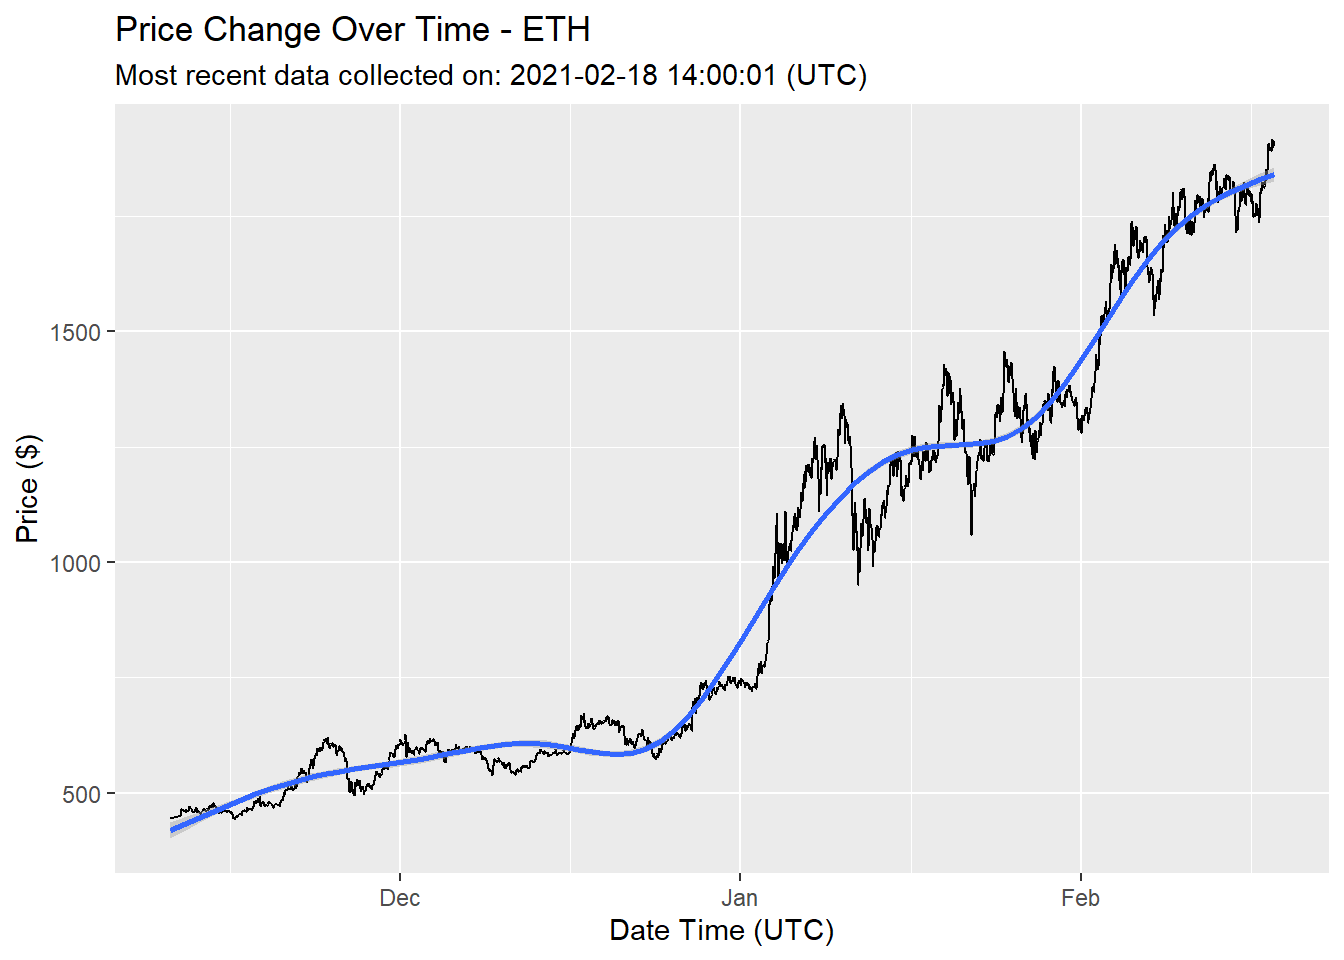 Price Change Over Time - ETH
Most recent data collected on: 2021-02-18 14:00:01 (UTC)
Price ($)
1500
1000
500
Dec Jan Feb
Date Time (UTC)